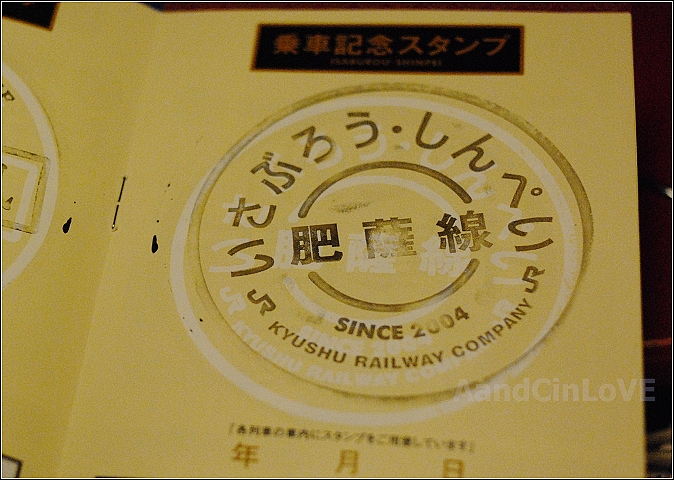 乗車記念スタンプ
ISABUROU・SHINPEI
いさぶろう・しんぺい
肥薩線
SINCE 2004
JR KYUSHU RAILWAY COMPANY JR
AandCinLoVE
「各列車の車内にスタンプをご用意しています」
年 月 日